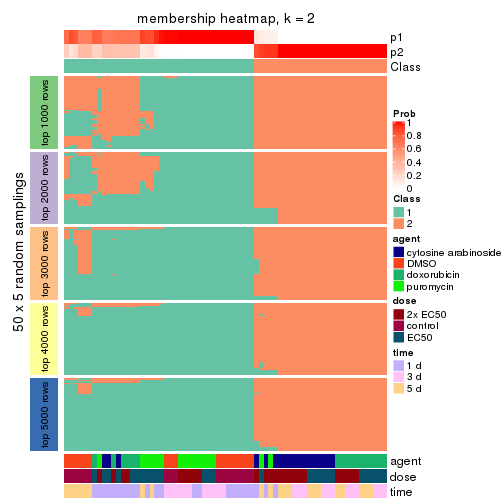 membership heatmap, k = 2
p1
p2
Class
50 x 5 random samplings
top 1000 rows
top 2000 rows
top 3000 rows
top 4000 rows
top 5000 rows
agent
dose
time
Prob
1
0.8
0.6
0.4
0.2
0
Class
1
2
agent
cytosine arabinoside
DMSO
doxorubicin
puromycin
dose
2x EC50
control
EC50
time
1 d
3 d
5 d